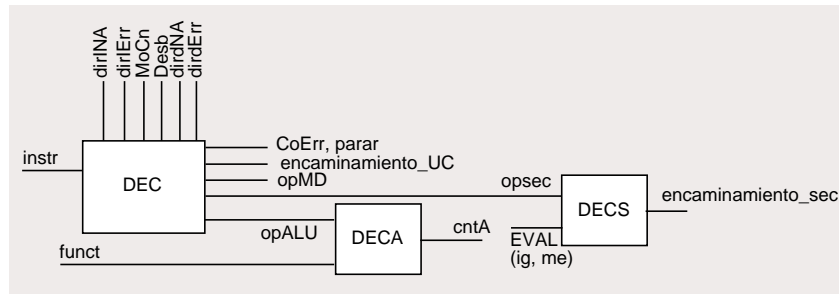 dirINA
dirIErr
MoCn
Desb
dirdNA
dirdErr
CoErr, parar
instr
encaminamiento_UC
DEC
opMD
opsec
encaminamiento_sec
DECS
opALU
DECA
cntA
EVAL
(ig, me)
funct